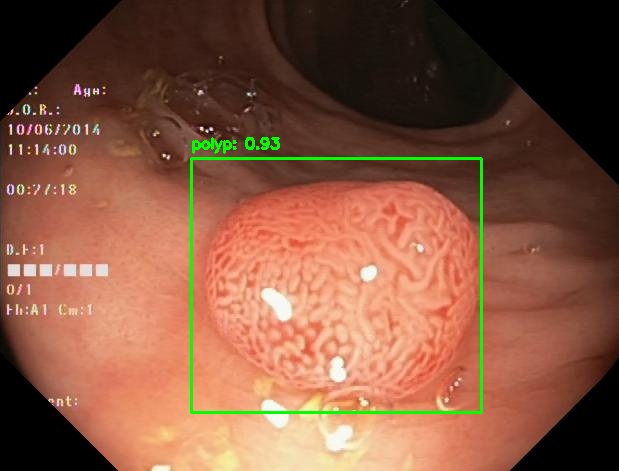 : Age:
.O.B.:
10/06/2014
11:14:00
polyp: 0.93
00:27:18
D.F:1
/
0/1
Eh:A1 Cm:1
ent: